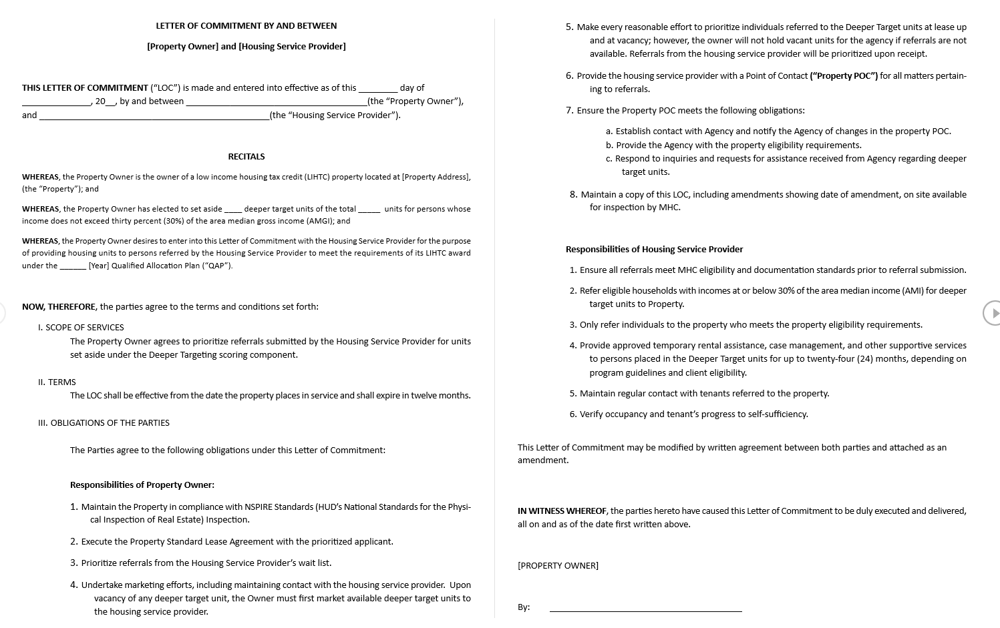 LETTER OF COMMITMENT BY AND BETWEEN
[Property Owner] and [Housing Service Provider]
THIS LETTER OF COMMITMENT (“LOC”) is made and entered into effective as of this ________ day of
______________, 20__, by and between _____________________________________(the “Property Owner”),
and _______________________________________________(the “Housing Service Provider”).
RECITALS
WHEREAS, the Property Owner is the owner of a low income housing tax credit (LIHTC) property located at [Property Address],
(the “Property”); and
WHEREAS, the Property Owner has elected to set aside ____ deeper target units of the total _____ units for persons whose
income does not exceed thirty percent (30%) of the area median gross income (AMGI); and
WHEREAS, the Property Owner desires to enter into this Letter of Commitment with the Housing Service Provider for the purpose
of providing housing units to persons referred by the Housing Service Provider to meet the requirements of its LIHTC award
under the ______ [Year] Qualified Allocation Plan (“QAP”).
NOW, THEREFORE, the parties agree to the terms and conditions set forth:
I. SCOPE OF SERVICES
The Property Owner agrees to prioritize referrals submitted by the Housing Service Provider for units
set aside under the Deeper Targeting scoring component.
II. TERMS
The LOC shall be effective from the date the property places in service and shall expire in twelve months.
III. OBLIGATIONS OF THE PARTIES
The Parties agree to the following obligations under this Letter of Commitment:
Responsibilities of Property Owner:
1. Maintain the Property in compliance with NSPIRE Standards (HUD’s National Standards for the Physi-
cal Inspection of Real Estate) Inspection.
2. Execute the Property Standard Lease Agreement with the prioritized applicant.
3. Prioritize referrals from the Housing Service Provider’s wait list.
4. Undertake marketing efforts, including maintaining contact with the housing service provider. Upon
vacancy of any deeper target unit, the Owner must first market available deeper target units to
the housing service provider.
5. Make every reasonable effort to prioritize individuals referred to the Deeper Target units at lease up
and at vacancy; however, the owner will not hold vacant units for the agency if referrals are not
available. Referrals from the housing service provider will be prioritized upon receipt.
6. Provide the housing service provider with a Point of Contact (“Property POC”) for all matters pertain-
ing to referrals.
7. Ensure the Property POC meets the following obligations:
a. Establish contact with Agency and notify the Agency of changes in the property POC.
b. Provide the Agency with the property eligibility requirements.
c. Respond to inquiries and requests for assistance received from Agency regarding deeper
target units.
8. Maintain a copy of this LOC, including amendments showing date of amendment, on site available
for inspection by MHC.
Responsibilities of Housing Service Provider
1. Ensure all referrals meet MHC eligibility and documentation standards prior to referral submission.
2. Refer eligible households with incomes at or below 30% of the area median income (AMI) for deeper
target units to Property.
3. Only refer individuals to the property who meets the property eligibility requirements.
4. Provide approved temporary rental assistance, case management, and other supportive services
to persons placed in the Deeper Target units for up to twenty-four (24) months, depending on
program guidelines and client eligibility.
5. Maintain regular contact with tenants referred to the property.
6. Verify occupancy and tenant’s progress to self-sufficiency.
This Letter of Commitment may be modified by written agreement between both parties and attached as an
amendment.
IN WITNESS WHEREOF, the parties hereto have caused this Letter of Commitment to be duly executed and delivered,
all on and as of the date first written above.
[PROPERTY OWNER]
By: ________________________________________